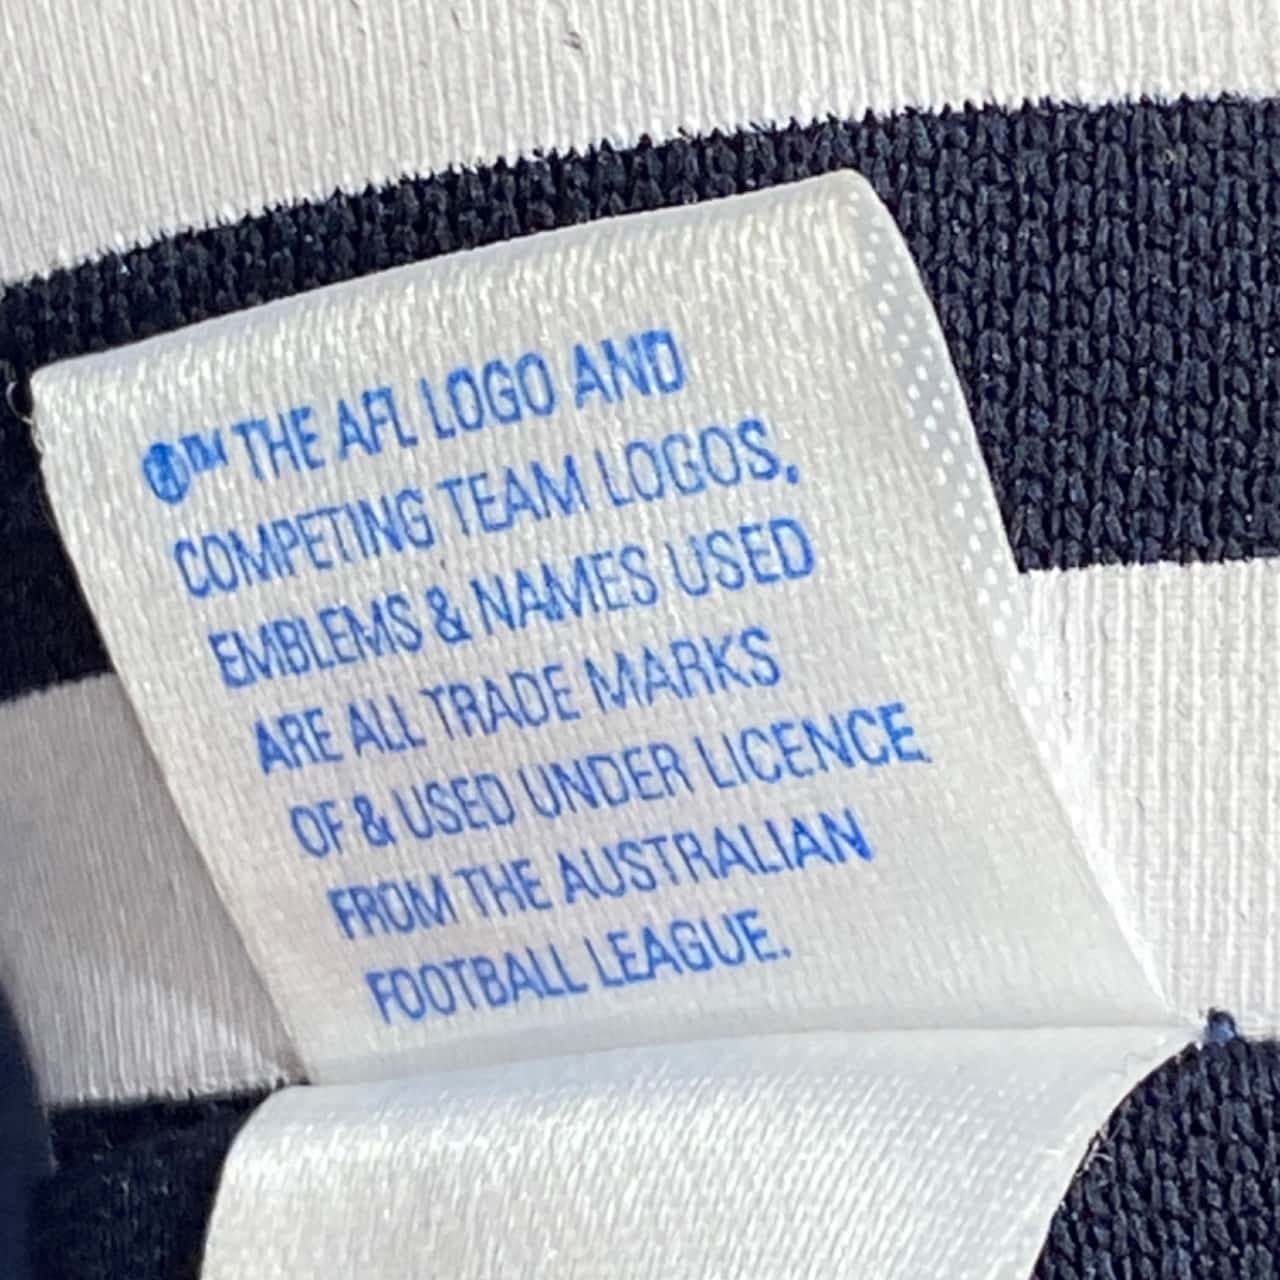 ®™ THE AFL LOGO AND
COMPETING TEAM LOGOS,
EMBLEMS & NAMES USED
ARE ALL TRADE MARKS
OF & USED UNDER LICENCE
FROM THE AUSTRALIAN
FOOTBALL LEAGUE.